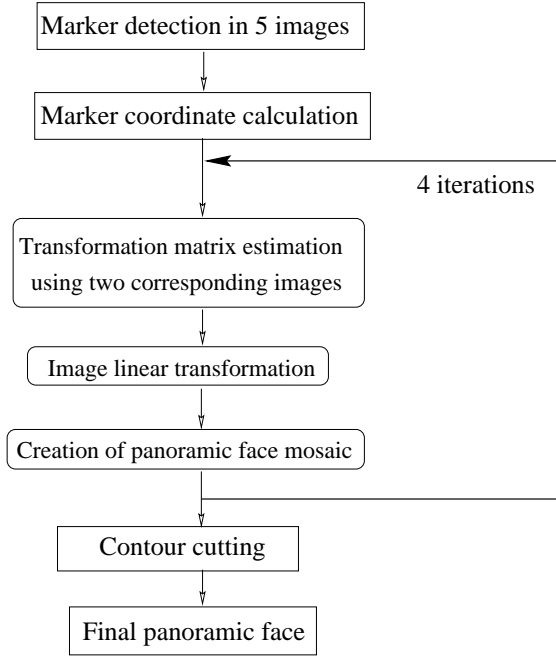 Marker detection in 5 images
Marker coordinate calculation
4 iterations
Transformation matrix estimation
using two corresponding images
Image linear transformation
Creation of panoramic face mosaic
Contour cutting
Final panoramic face